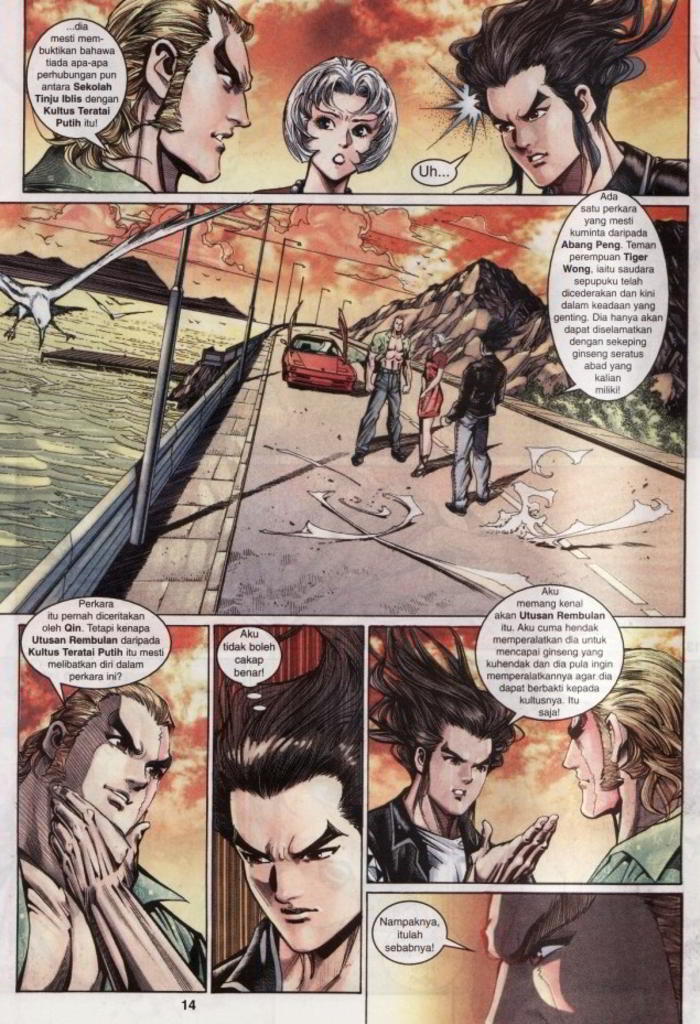 ...dia
mesti mem-
buktikan bahawa
tiada apa-apa
perhubungan pun
antara Sekolah
Tinju Iblis dengan
Kultus Teratai
Putih itu!
Uh...
Ada
satu perkara
yang mesti
kuminta daripada
Abang Peng. Teman
perempuan Tiger
Wong, iaitu saudara
sepupuku telah
dicederakan dan kini
dalam keadaan yang
genting. Dia hanya akan
dapat diselamatkan
dengan sekeping
ginseng seratus
abad yang
kalian
miliki!
Perkara
itu pernah diceritakan
oleh Qin. Tetapi kenapa
Utusan Rembulan daripada
Kultus Teratai Putih itu mesti
melibatkan diri dalam
perkara ini?
Aku
tidak boleh
cakap
benar!
Aku
memang kenal
akan Utusan Rembulan
itu. Aku cuma hendak
memperalatkan dia untuk
mencapai ginseng yang
kuhendak dan dia pula ingin
memperalatkannya agar dia
dapat berbakti kepada
kultusnya. Itu
saja!
Nampaknya,
itulah
sebabnya!
14